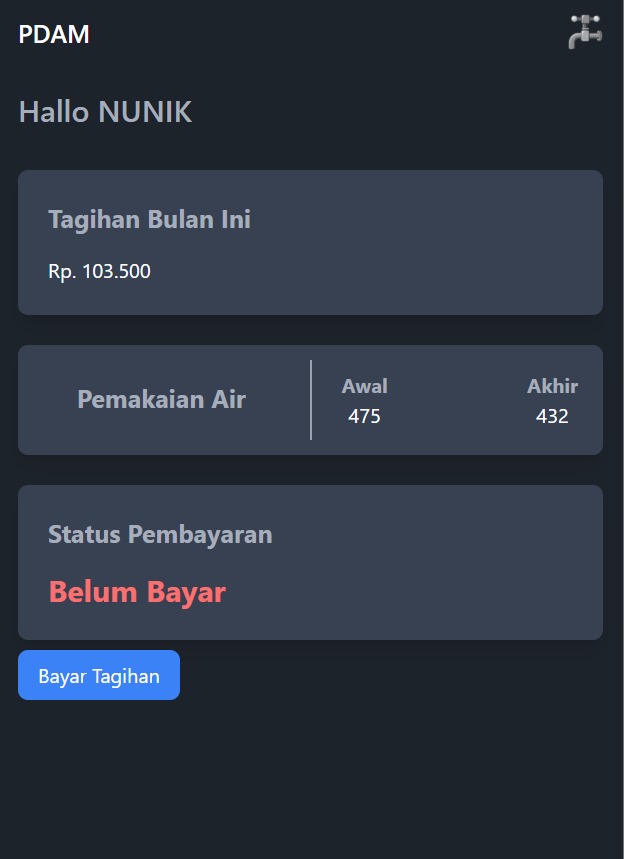 PDAM
Hallo NUNIK
Tagihan Bulan Ini
Rp. 103.500
Pemakaian Air
Awal
475
Akhir
432
Status Pembayaran
Belum Bayar
Bayar Tagihan